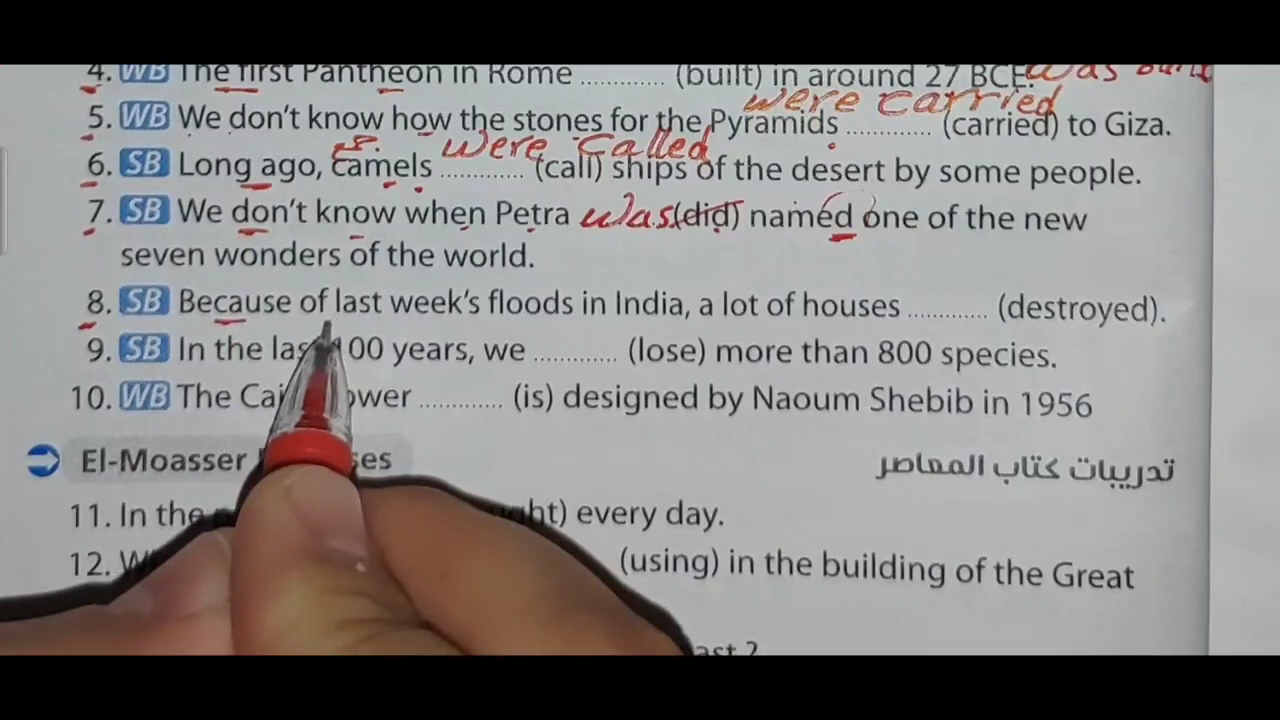 4. WB The first Pantheon in Rome ............ (built) in around 27 BCE. was built
were carried
5. WB We don't know how the stones for the Pyramids ............ (carried) to Giza.
جمع were called
6. SB Long ago, camels ............ (call) ships of the desert by some people.
7. SB We don't know when Petra was (did) named one of the new
seven wonders of the world.
8. SB Because of last week's floods in India, a lot of houses ............ (destroyed).
9. SB In the last 100 years, we ............ (lose) more than 800 species.
10. WB The Cai ower ............ (is) designed by Naoum Shebib in 1956
El-Moasser es
تدريبات كتاب المعاصر
11. In the ght) every day.
12. W (using) in the building of the Great
ast ?